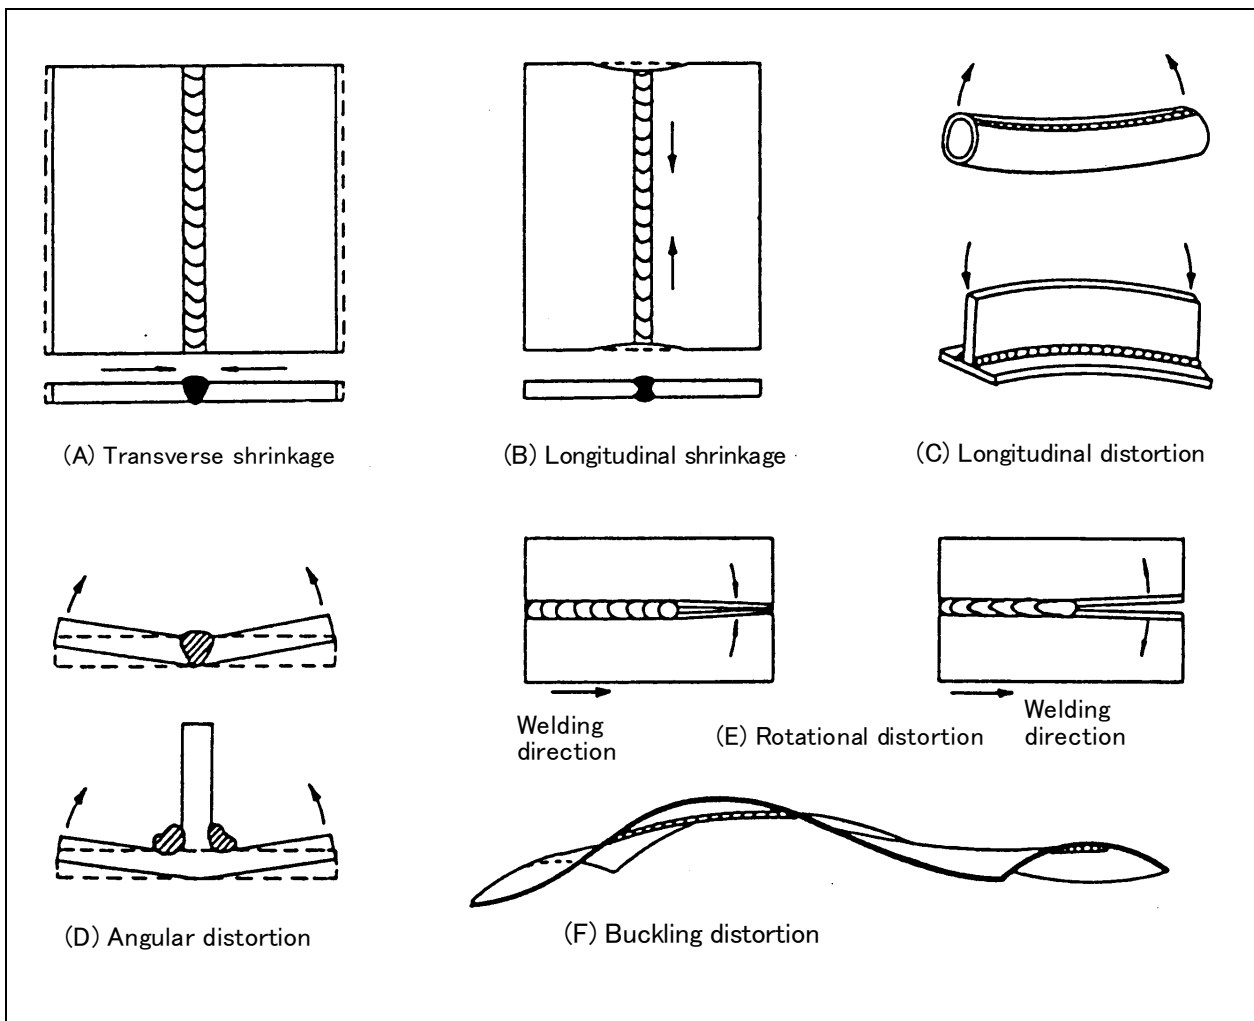 (A) Transverse shrinkage
(B) Longitudinal shrinkage
(C) Longitudinal distortion
Welding
direction
(E) Rotational distortion
Welding
direction
(D) Angular distortion
(F) Buckling distortion